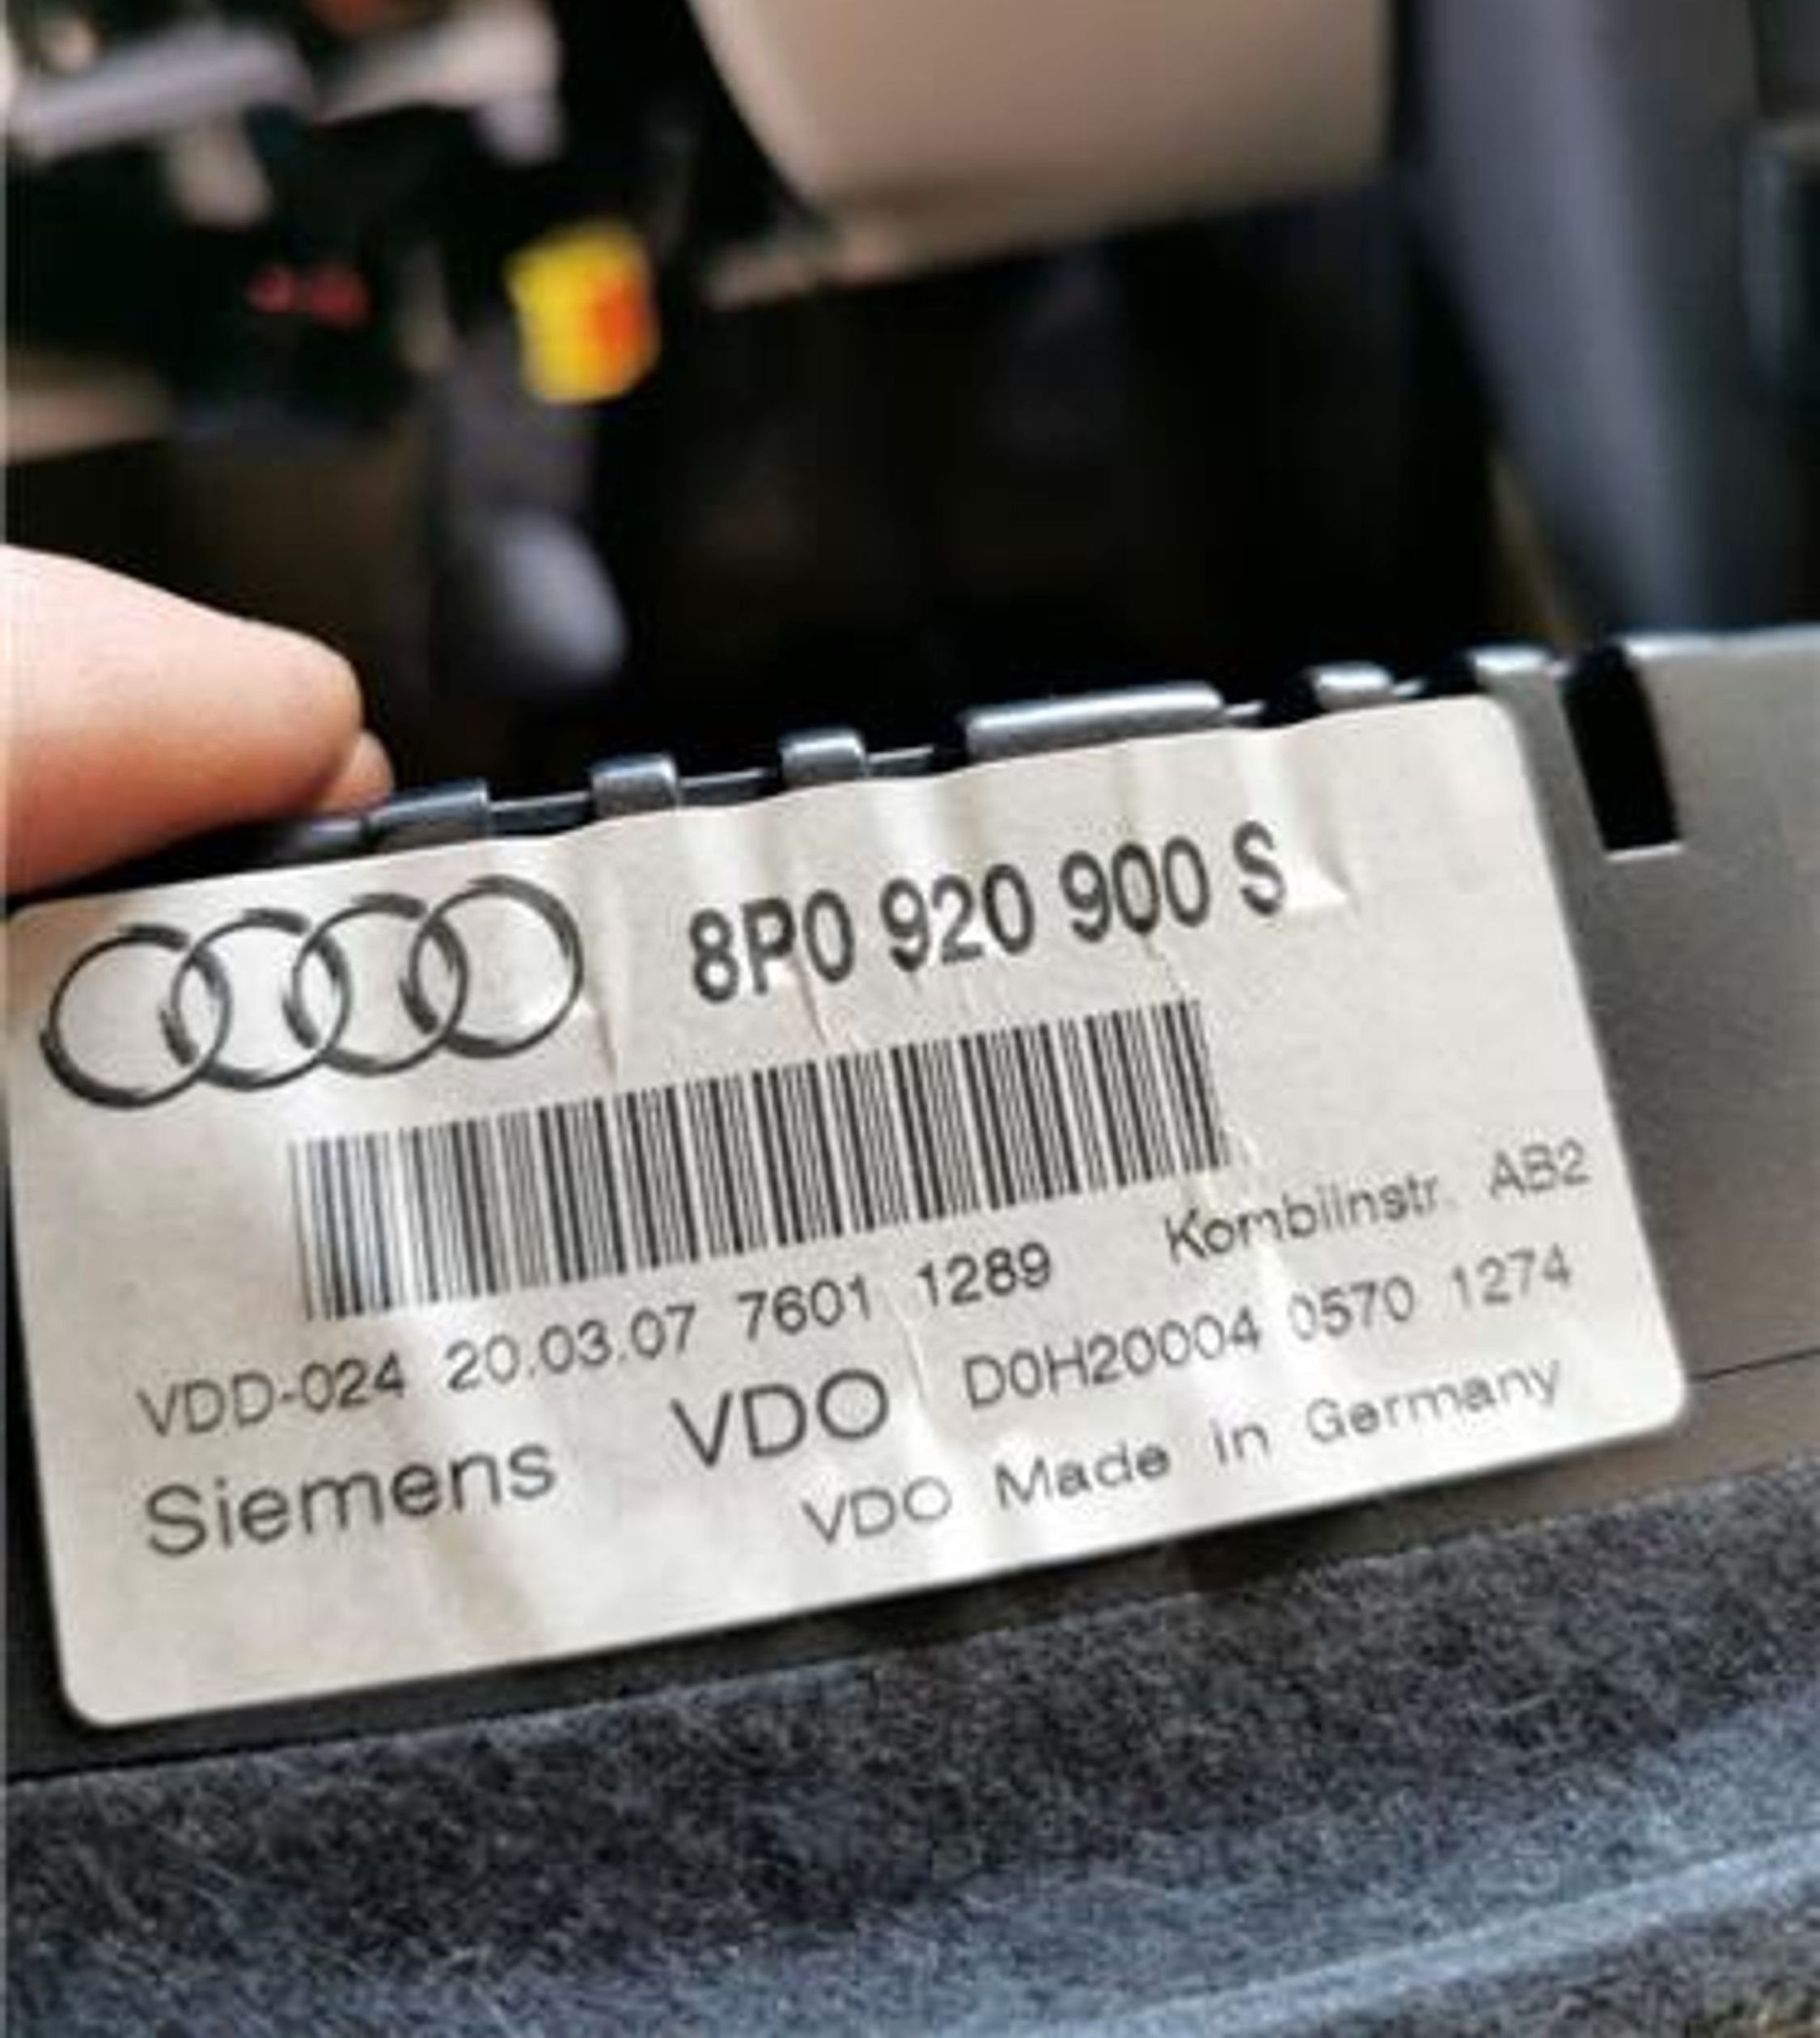 8P0 920 900 S
VDD-024 20.03.07 7601 1289 Kombiinstr. AB2
Siemens VDO D0H20004 0570 1274
VDO Made in Germany